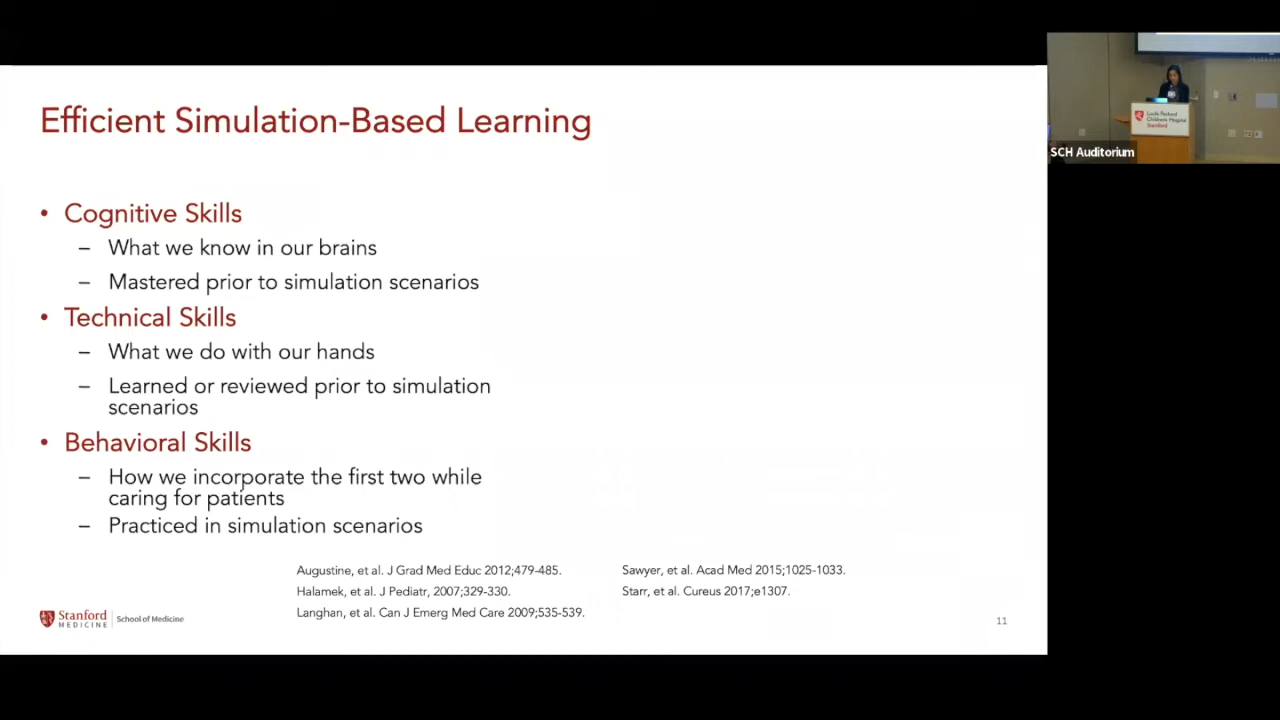 Efficient Simulation-Based Learning
• Cognitive Skills
– What we know in our brains
– Mastered prior to simulation scenarios
• Technical Skills
– What we do with our hands
– Learned or reviewed prior to simulation
scenarios
• Behavioral Skills
– How we incorporate the first two while
caring for patients
– Practiced in simulation scenarios
Augustine, et al. J Grad Med Educ 2012;479-485.
Halamek, et al. J Pediatr, 2007;329-330.
Langhan, et al. Can J Emerg Med Care 2009;535-539.
Sawyer, et al. Acad Med 2015;1025-1033.
Starr, et al. Cureus 2017;e1307.
Stanford
MEDICINE
School of Medicine
11
Lucile Packard
Children's Hospital
Stanford
SCH Auditorium